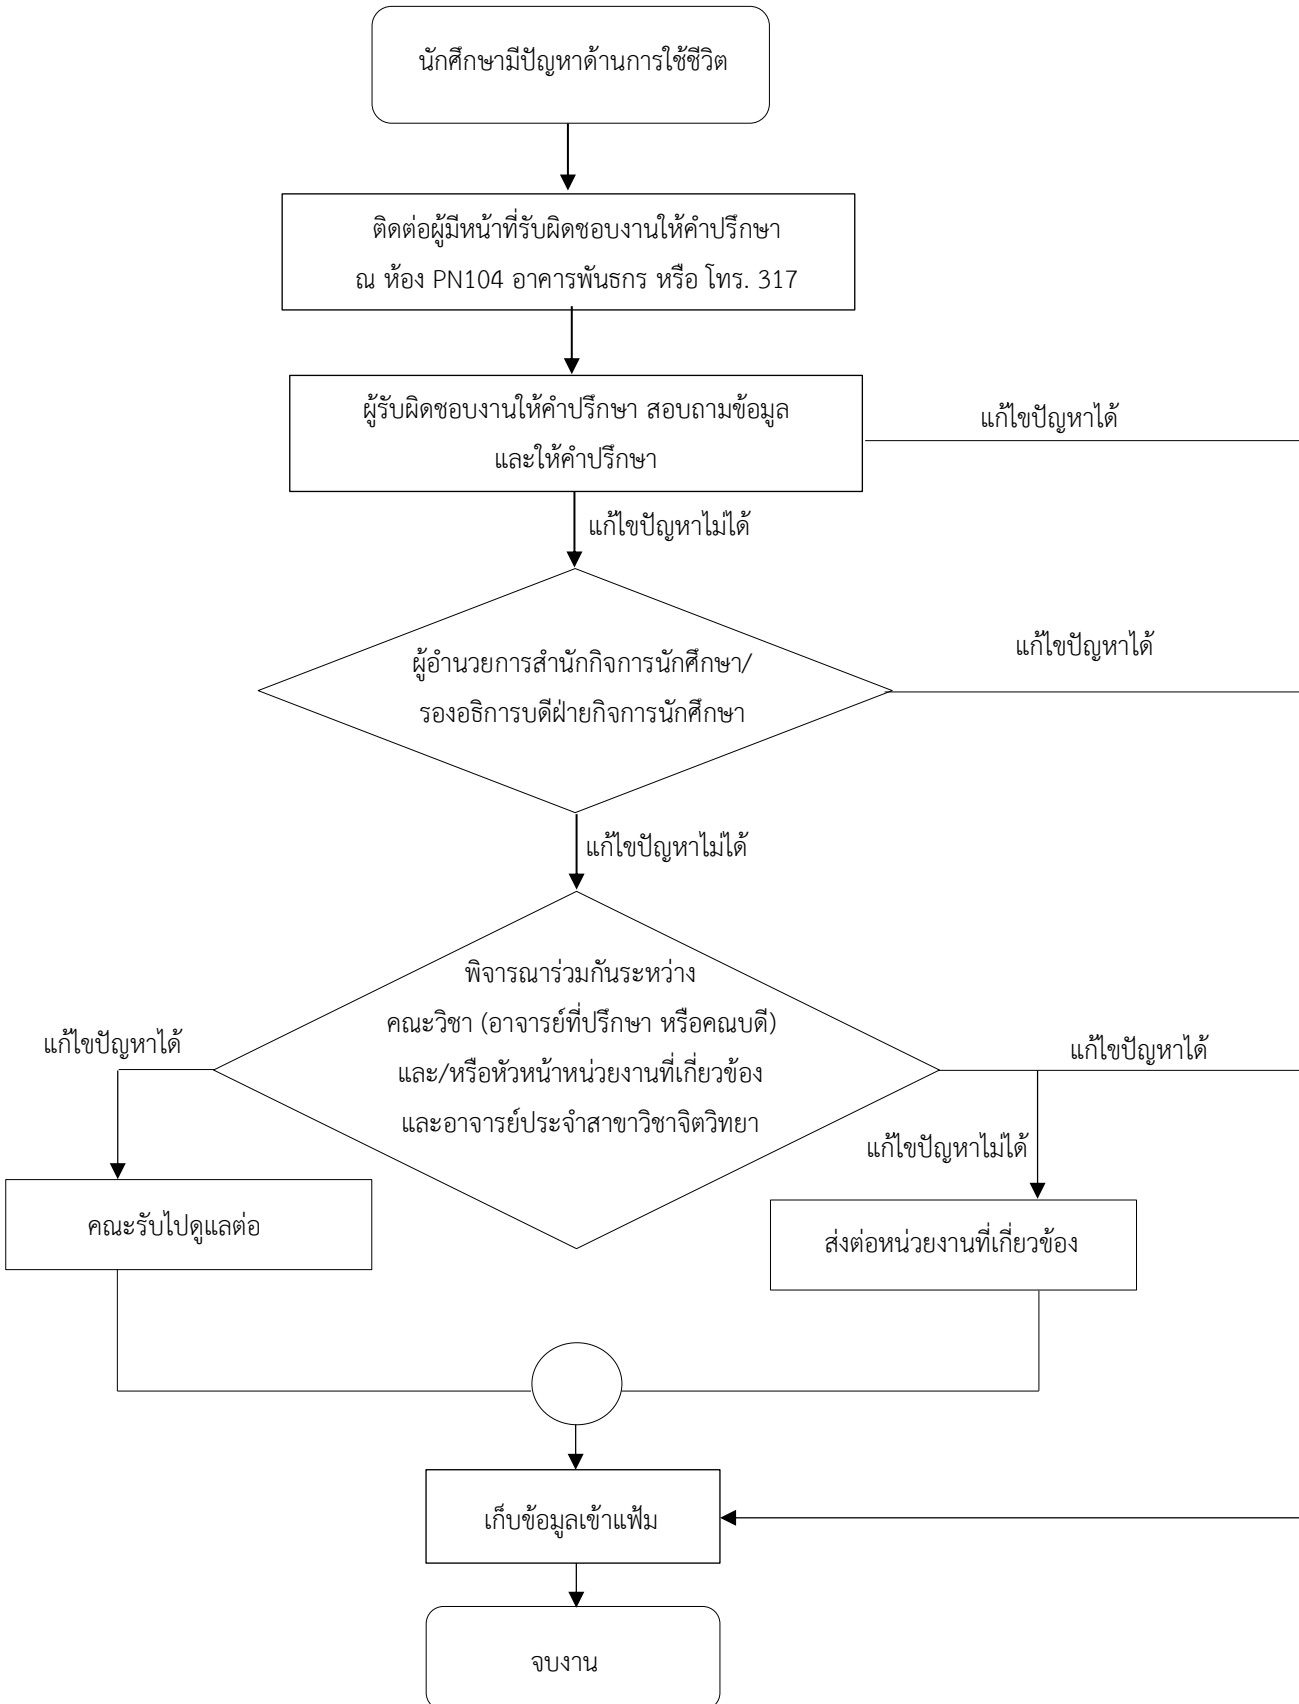 นักศึกษามีปัญหาด้านการใช้ชีวิต
ติดต่อผู้มีหน้าที่รับผิดชอบงานให้คำปรึกษา
ณ ห้อง PN104 อาคารพันธกร หรือ โทร. 317
ผู้รับผิดชอบงานให้คำปรึกษา สอบถามข้อมูล
และให้คำปรึกษา
แก้ไขปัญหาได้
แก้ไขปัญหาไม่ได้
ผู้อำนวยการสำนักกิจการนักศึกษา/
รองอธิการบดีฝ่ายกิจการนักศึกษา
แก้ไขปัญหาได้
แก้ไขปัญหาไม่ได้
พิจารณาร่วมกันระหว่าง
คณะวิชา (อาจารย์ที่ปรึกษา หรือคณบดี)
และ/หรือหัวหน้าหน่วยงานที่เกี่ยวข้อง
และอาจารย์ประจำสาขาวิชาจิตวิทยา
แก้ไขปัญหาได้
แก้ไขปัญหาได้
แก้ไขปัญหาไม่ได้
คณะรับไปดูแลต่อ
ส่งต่อหน่วยงานที่เกี่ยวข้อง
เก็บข้อมูลเข้าแฟ้ม
จบงาน